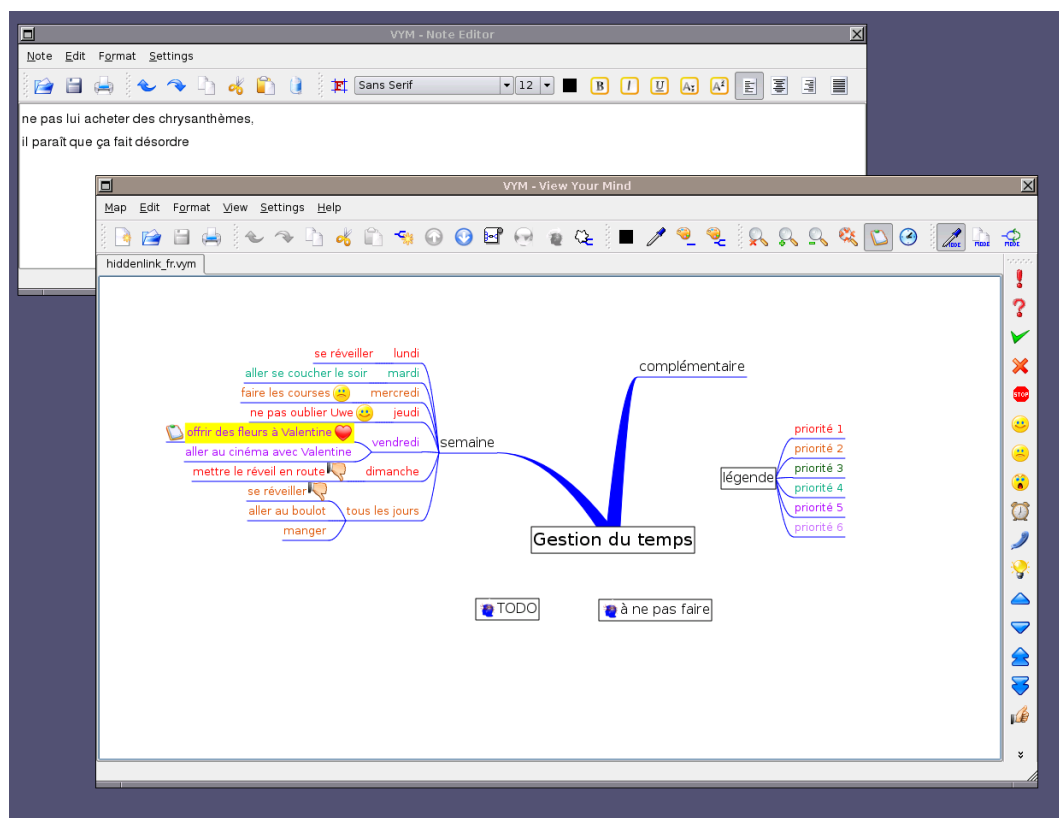 VYM - Note Editor
Note Edit Format Settings
Sans Serif 12
ne pas lui acheter des chrysanthèmes,
il paraît que ça fait désordre
VYM - View Your Mind
Map Edit Format View Settings Help
MODE MODE MODE
hiddenlink_fr.vym
se réveiller lundi
aller se coucher le soir mardi
faire les courses mercredi
ne pas oublier Uwe jeudi
offrir des fleurs à Valentine
vendredi
aller au cinéma avec Valentine
mettre le réveil en route dimanche
se réveiller
aller au boulot tous les jours
manger
semaine
complémentaire
légende
priorité 1
priorité 2
priorité 3
priorité 4
priorité 5
priorité 6
Gestion du temps
TODO
à ne pas faire
STOP